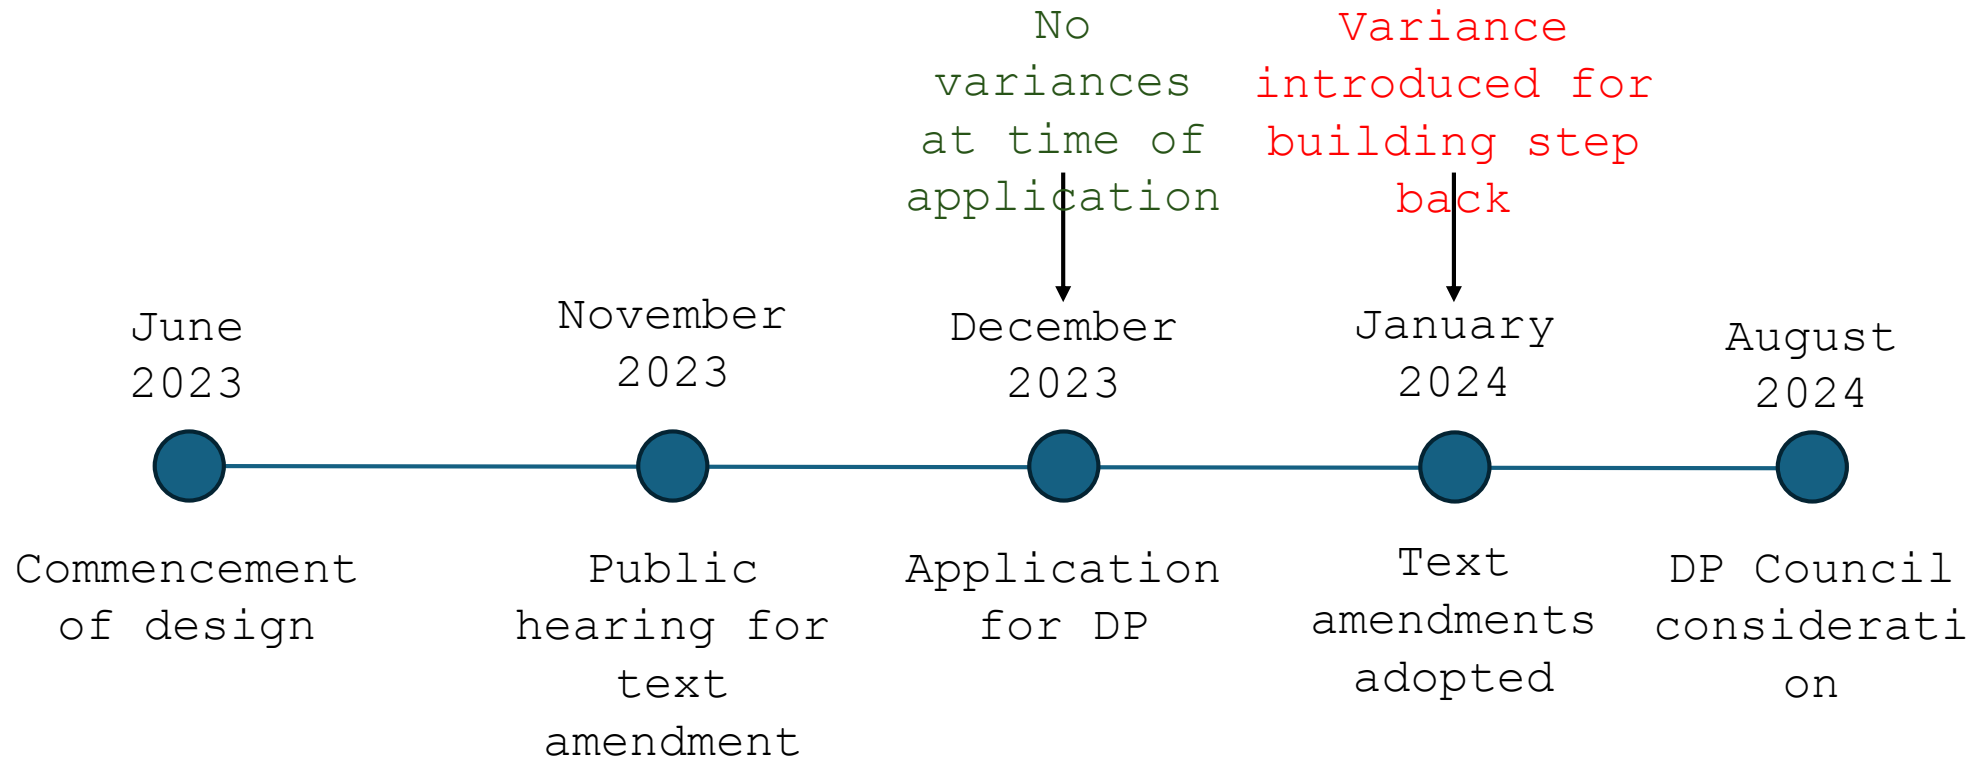 No
variances
at time of
application
Variance
introduced for
building step
back
June
2023
November
2023
December
2023
January
2024
August
2024
Commencement
of design
Public
hearing for
text
amendment
Application
for DP
Text
amendments
adopted
DP Council
considerati
on